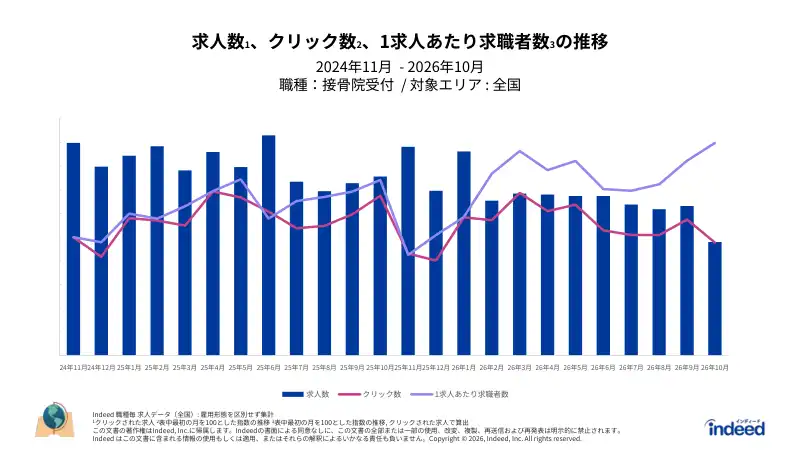 求人数1、クリック数2、1求人あたり求職者数3の推移
2024年11月 - 2026年10月
職種：接骨院受付 / 対象エリア : 全国
24年11月 24年12月 25年1月 25年2月 25年3月 25年4月 25年5月 25年6月 25年7月 25年8月 25年9月 25年10月 25年11月 25年12月 26年1月 26年2月 26年3月 26年4月 26年5月 26年6月 26年7月 26年8月 26年9月 26年10月
求人数 クリック数 1求人あたり求職者数
Indeed 職種毎 求人データ（全国）: 雇用形態を区別せず集計
¹クリックされた求人 ²表中最初の月を100とした指数の推移 ³表中最初の月を100とした指数の推移, クリックされた求人で算出
この文書の著作権はIndeed, Inc.に帰属します。Indeedの書面による同意なしに、この文書の全部または一部の使用、改変、複製、再送信および再発表は明示的に禁止されます。
Indeed はこの文書に含まれる情報の使用もしくは適用、またはそれらの解釈によるいかなる責任も負いません。Copyright © 2026, Indeed, Inc. All rights reserved.
インディード
indeed